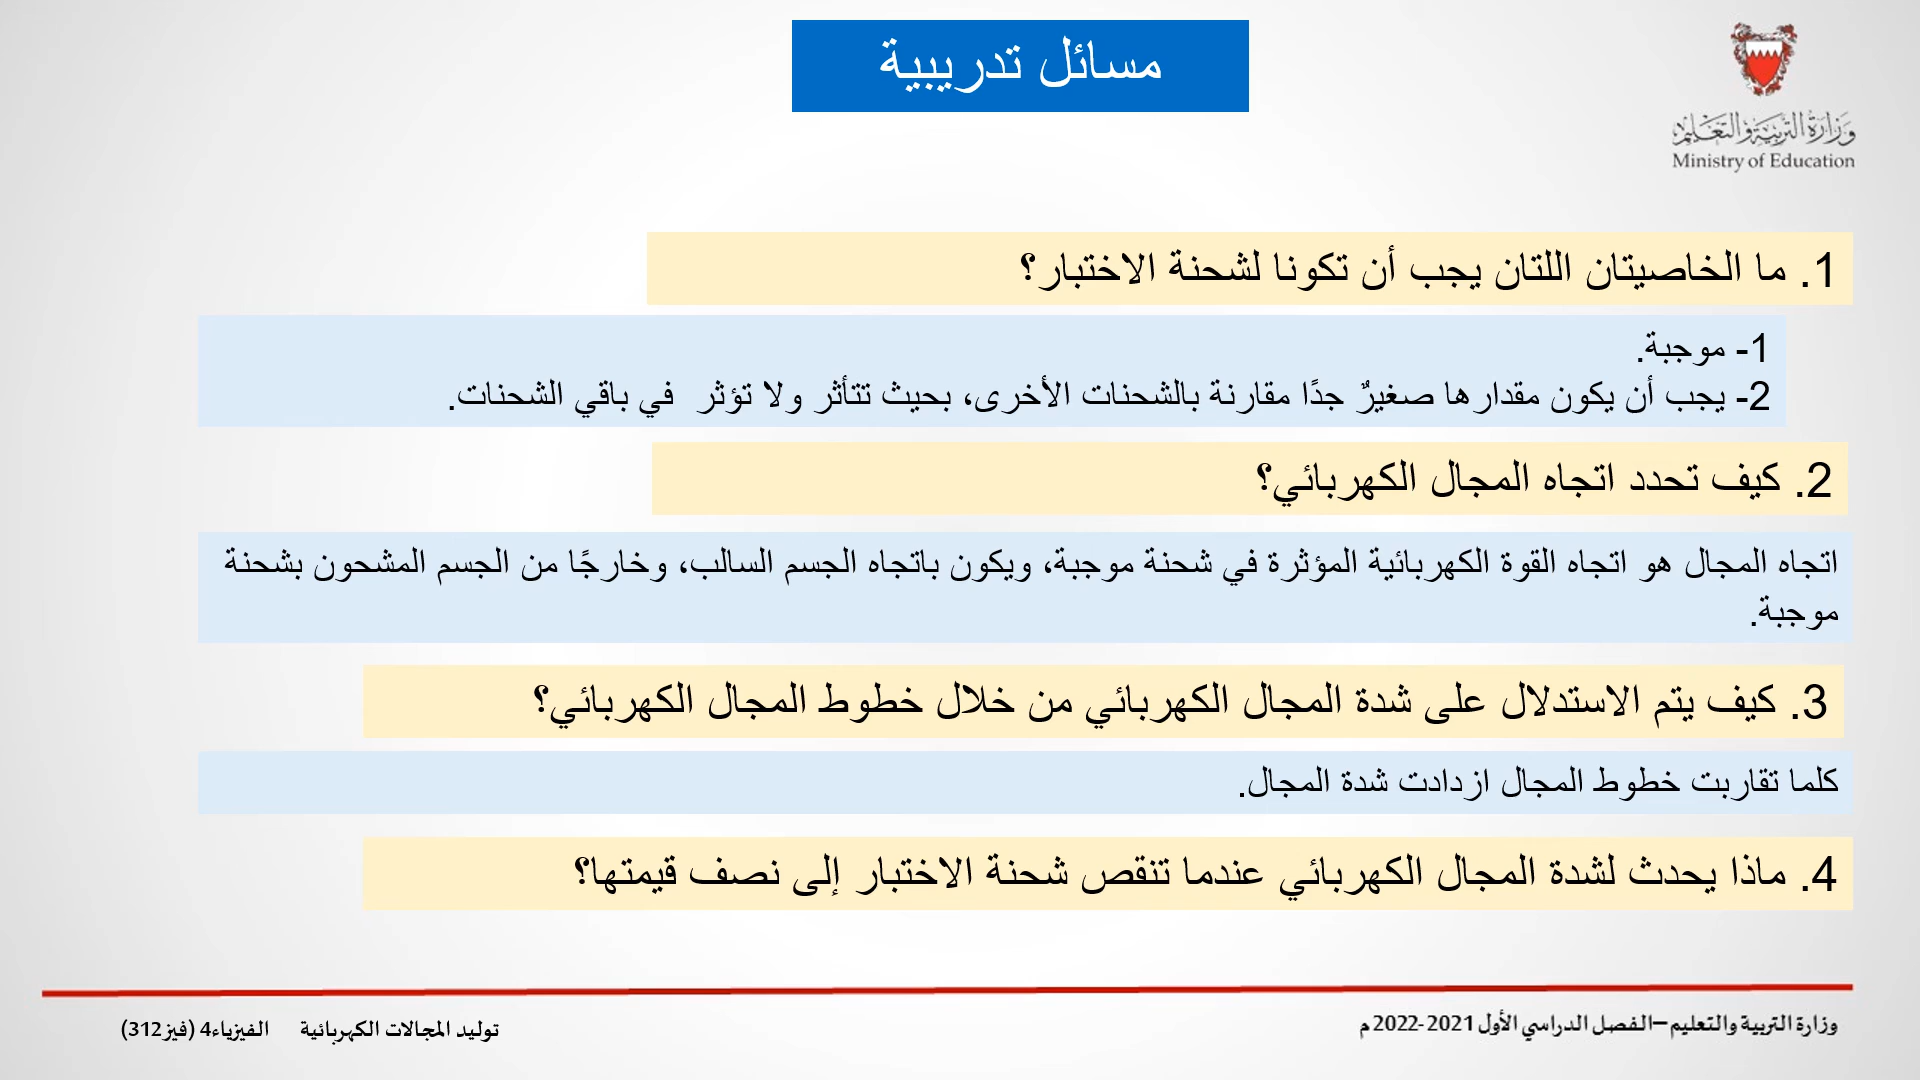 مسائل تدريبية
وزارة التربية والتعليم
Ministry of Education
1. ما الخاصيتان اللتان يجب أن تكونا لشحنة الاختبار؟
1- موجبة.
2- يجب أن يكون مقدارها صغيرٌ جدًا مقارنة بالشحنات الأخرى، بحيث تتأثر ولا تؤثر في باقي الشحنات.
2. كيف تحدد اتجاه المجال الكهربائي؟
اتجاه المجال هو اتجاه القوة الكهربائية المؤثرة في شحنة موجبة، ويكون باتجاه الجسم السالب، وخارجًا من الجسم المشحون بشحنة
موجبة.
3. كيف يتم الاستدلال على شدة المجال الكهربائي من خلال خطوط المجال الكهربائي؟
كلما تقاربت خطوط المجال ازدادت شدة المجال.
4. ماذا يحدث لشدة المجال الكهربائي عندما تنقص شحنة الاختبار إلى نصف قيمتها؟
وزارة التربية والتعليم –الفصل الدراسي الأول 2021-2022 م
توليد المجالات الكهربائية الفيزياء4 (فيز312)